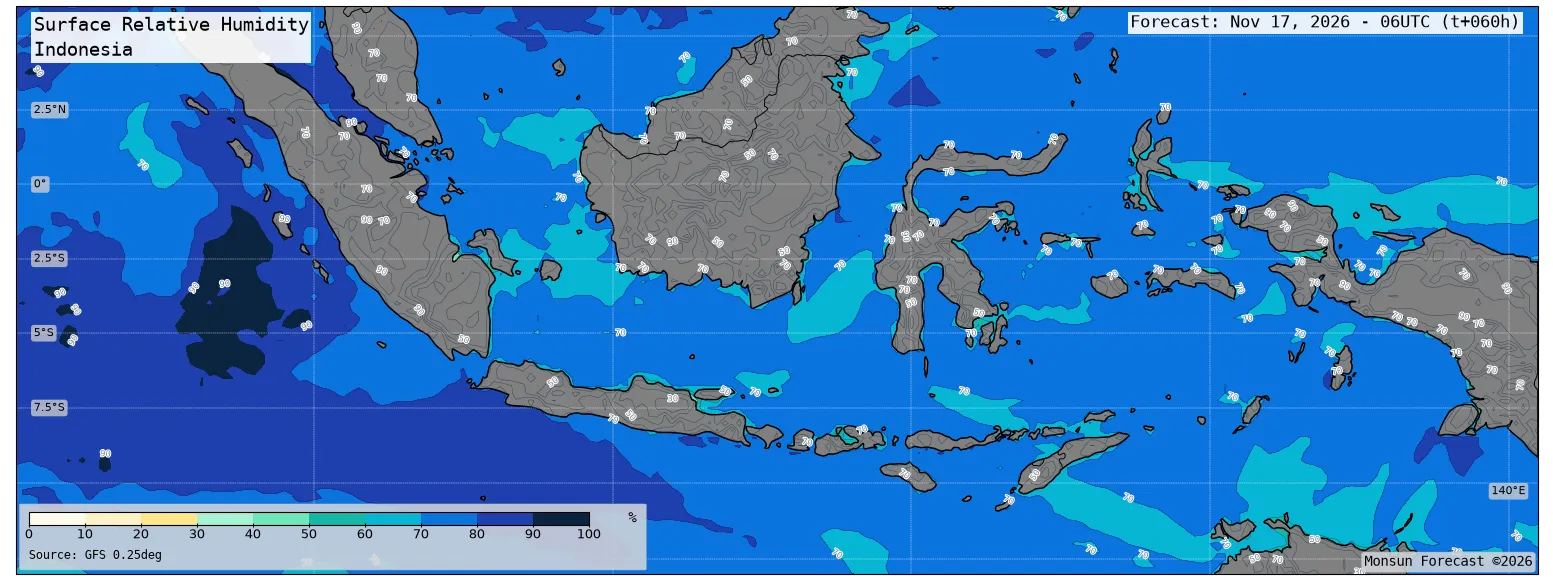 Surface Relative Humidity
Indonesia
Forecast: Nov 17, 2026 - 06UTC (t+060h)
2.5°N
0°
2.5°S
5°S
7.5°S
140°E
%
0 10 20 30 40 50 60 70 80 90 100
Source: GFS 0.25deg
Monsun Forecast ©2026